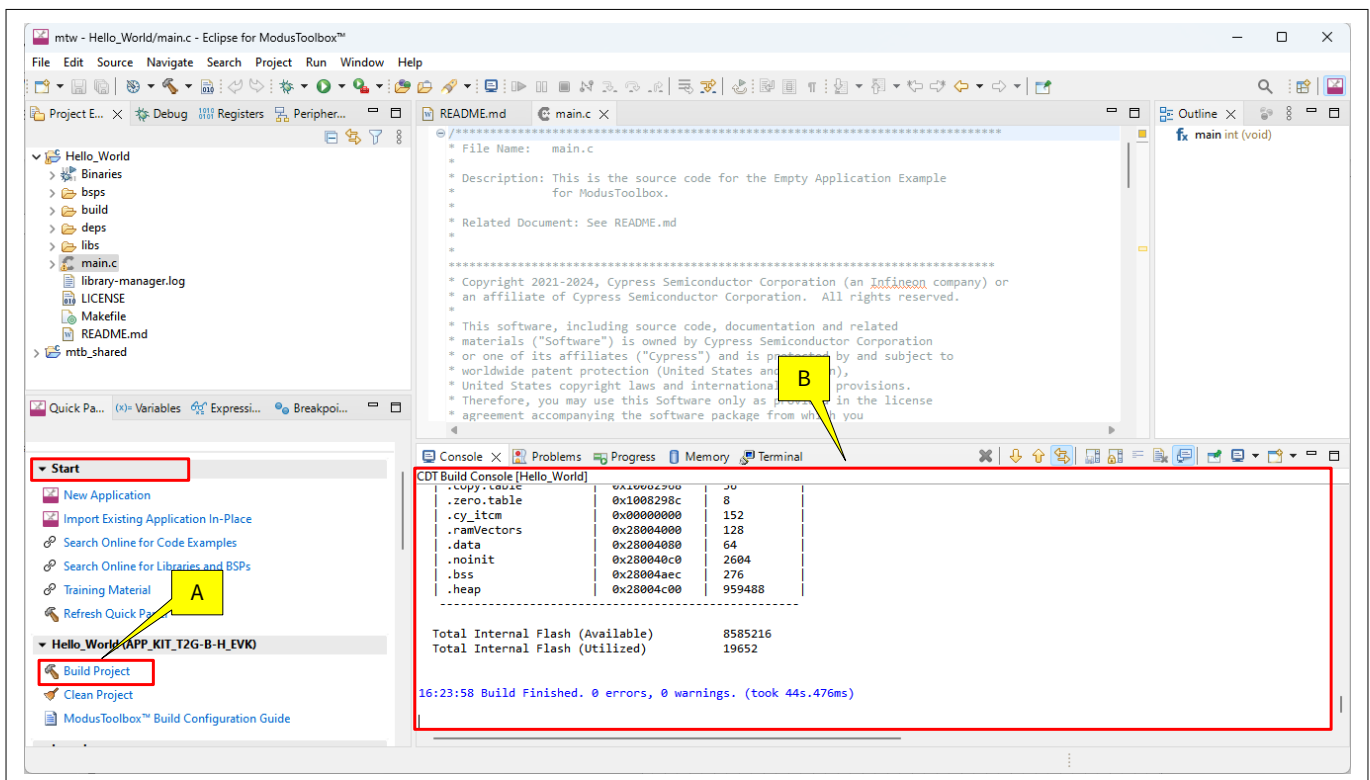 mtw - Hello_World/main.c - Eclipse for ModusToolbox™
File Edit Source Navigate Search Project Run Window Help
Project E... Debug Registers Peripher...
Hello_World
Binaries
bsps
build
deps
libs
main.c
library-manager.log
LICENSE
Makefile
README.md
mtb_shared
README.md main.c
/******************************************************************************
* File Name: main.c
*
* Description: This is the source code for the Empty Application Example
* for ModusToolbox.
*
* Related Document: See README.md
*
*
*******************************************************************************
* Copyright 2021-2024, Cypress Semiconductor Corporation (an Infineon company) or
* an affiliate of Cypress Semiconductor Corporation. All rights reserved.
*
* This software, including source code, documentation and related
* materials ("Software") is owned by Cypress Semiconductor Corporation
* or one of its affiliates ("Cypress") and is by and subject to
* worldwide patent protection (United States and
* United States copyright laws and international provisions.
* Therefore, you may use this Software only as in the license
* agreement accompanying the software package from which you
B
Outline
main int (void)
Quick Pa... (x)= Variables Expressi... Breakpoi...
Start
New Application
Import Existing Application In-Place
Search Online for Code Examples
Search Online for Libraries and BSPs
Training Material
Refresh Quick
A
Hello_World (APP_KIT_T2G-B-H_EVK)
Build Project
Clean Project
ModusToolbox™ Build Configuration Guide
Console Problems Progress Memory Terminal
CDT Build Console [Hello_World]
| .zero.table | 0x1008298c | 8 |
| .cy_itcm | 0x00000000 | 152 |
| .ramVectors | 0x28004000 | 128 |
| .data | 0x28004080 | 64 |
| .noinit | 0x280040c0 | 2604 |
| .bss | 0x28004aec | 276 |
| .heap | 0x28004c00 | 959488 |
----------------------------------------------------
Total Internal Flash (Available) 8585216
Total Internal Flash (Utilized) 19652
16:23:58 Build Finished. 0 errors, 0 warnings. (took 44s.476ms)